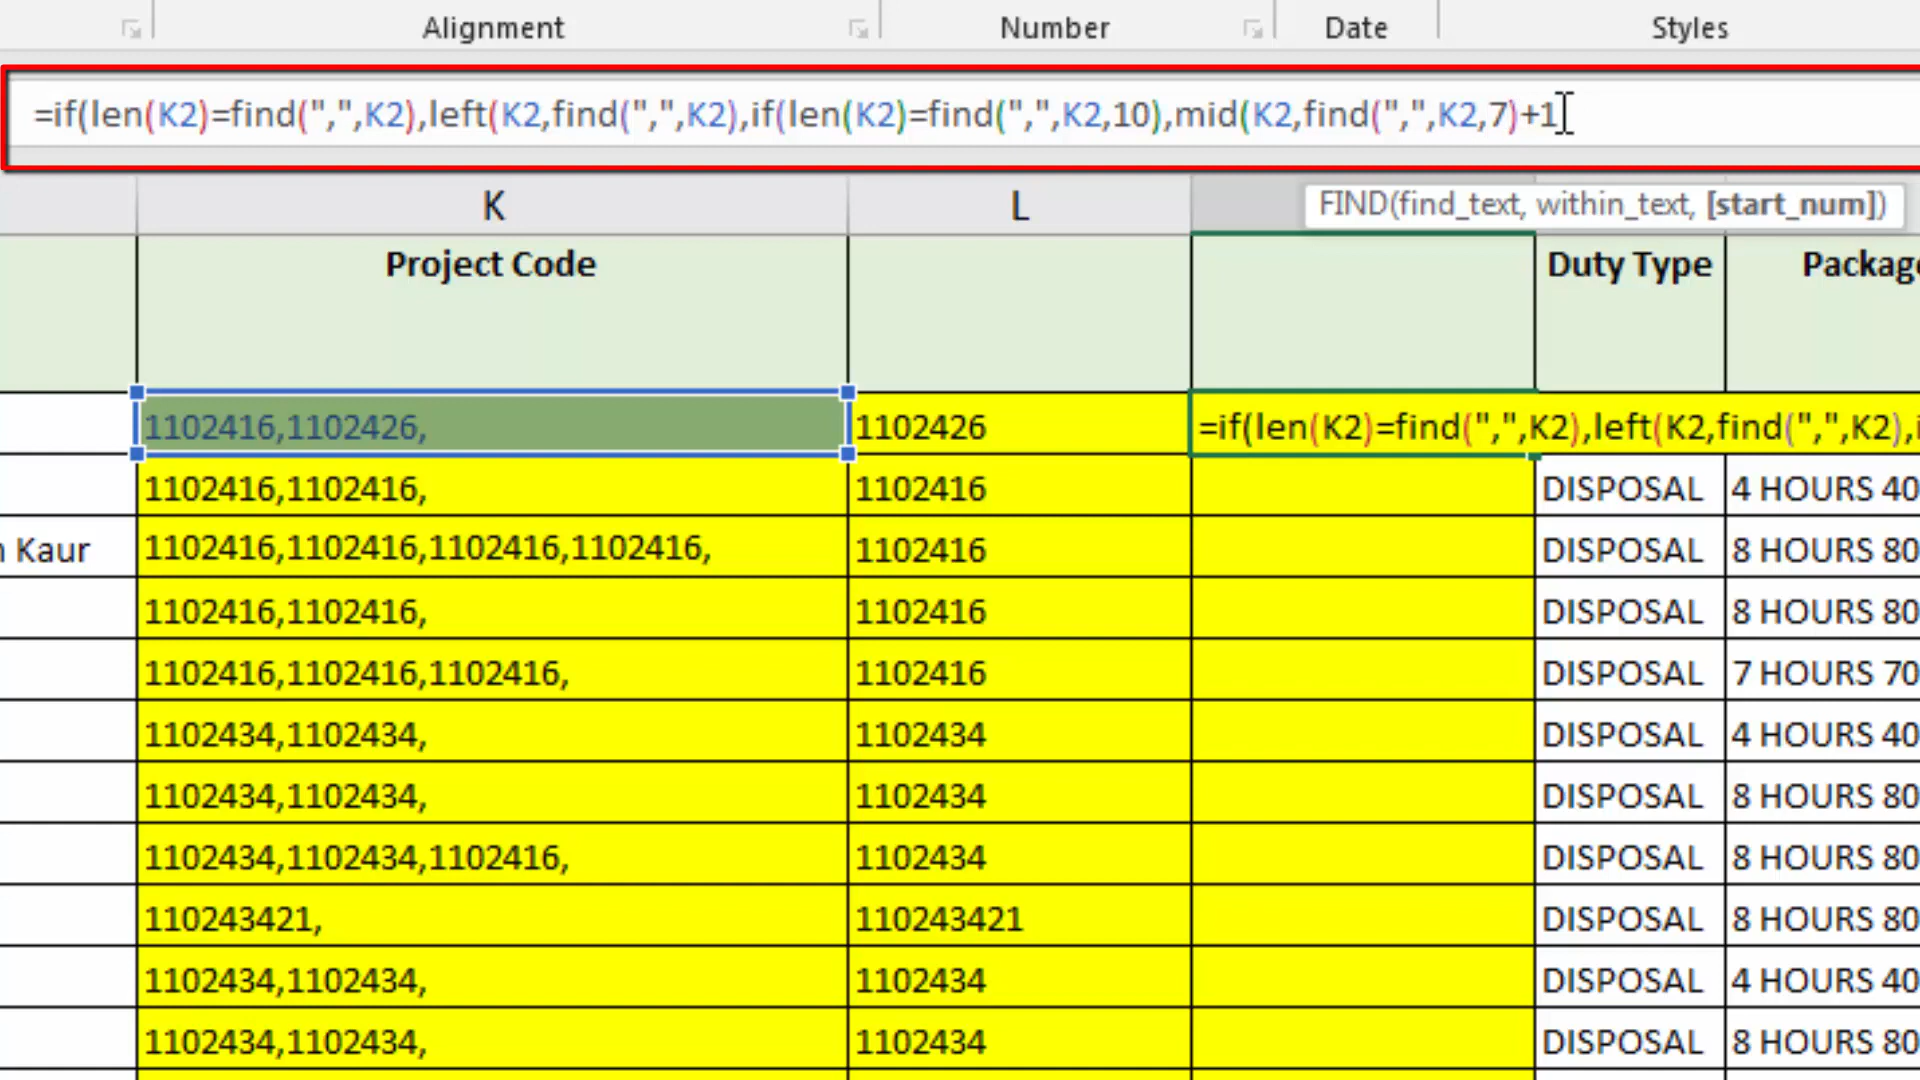 Alignment Number Date Styles
=if(len(K2)=find(",",K2),left(K2,find(",",K2),if(len(K2)=find(",",K2,10),mid(K2,find(",",K2,7)+1
K L FIND(find_text, within_text, [start_num])
Project Code Duty Type Packag
1102416,1102426, 1102426 =if(len(K2)=find(",",K2),left(K2,find(",",K2),i
1102416,1102416, 1102416 DISPOSAL 4 HOURS 40
n Kaur 1102416,1102416,1102416,1102416, 1102416 DISPOSAL 8 HOURS 80
1102416,1102416, 1102416 DISPOSAL 8 HOURS 80
1102416,1102416,1102416, 1102416 DISPOSAL 7 HOURS 70
1102434,1102434, 1102434 DISPOSAL 4 HOURS 40
1102434,1102434, 1102434 DISPOSAL 8 HOURS 80
1102434,1102434,1102416, 1102434 DISPOSAL 8 HOURS 80
110243421, 110243421 DISPOSAL 8 HOURS 80
1102434,1102434, 1102434 DISPOSAL 4 HOURS 40
1102434,1102434, 1102434 DISPOSAL 8 HOURS 80